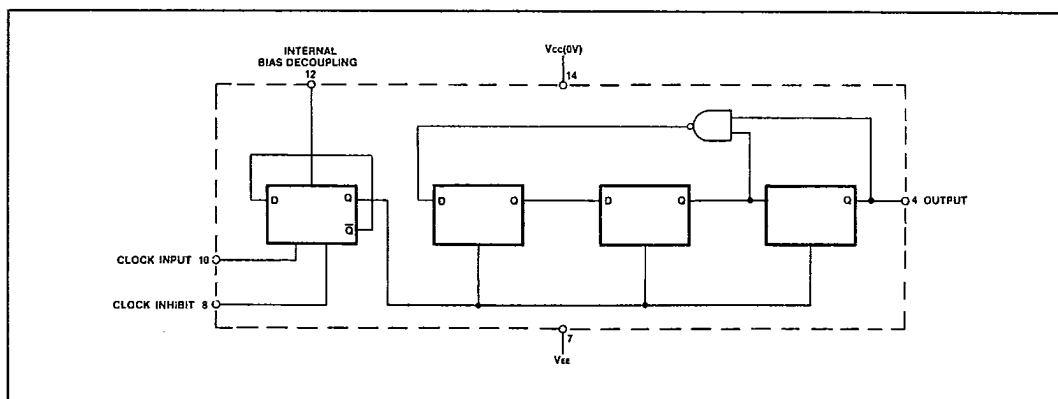 INTERNAL
BIAS DECOUPLING
12
VCC(0V)
14
D Q
Q̅
D Q
D Q
Q
4 OUTPUT
CLOCK INPUT 10
CLOCK INHIBIT 8
7
VEE